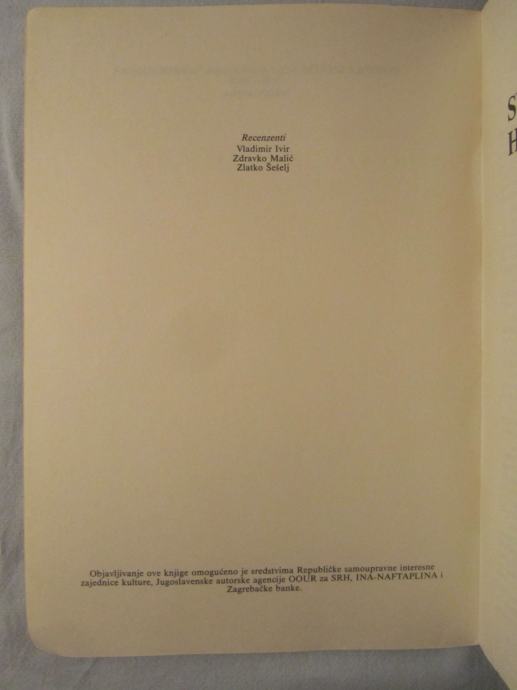 Recenzenti
Vladimir Ivir
Zdravko Malić
Zlatko Šešelj
Objavljivanje ove knjige omogućeno je sredstvima Republičke samoupravne interesne
zajednice kulture, Jugoslavenske autorske agencije OOUR za SRH, INA-NAFTAPLINA i
Zagrebačke banke.
S
H